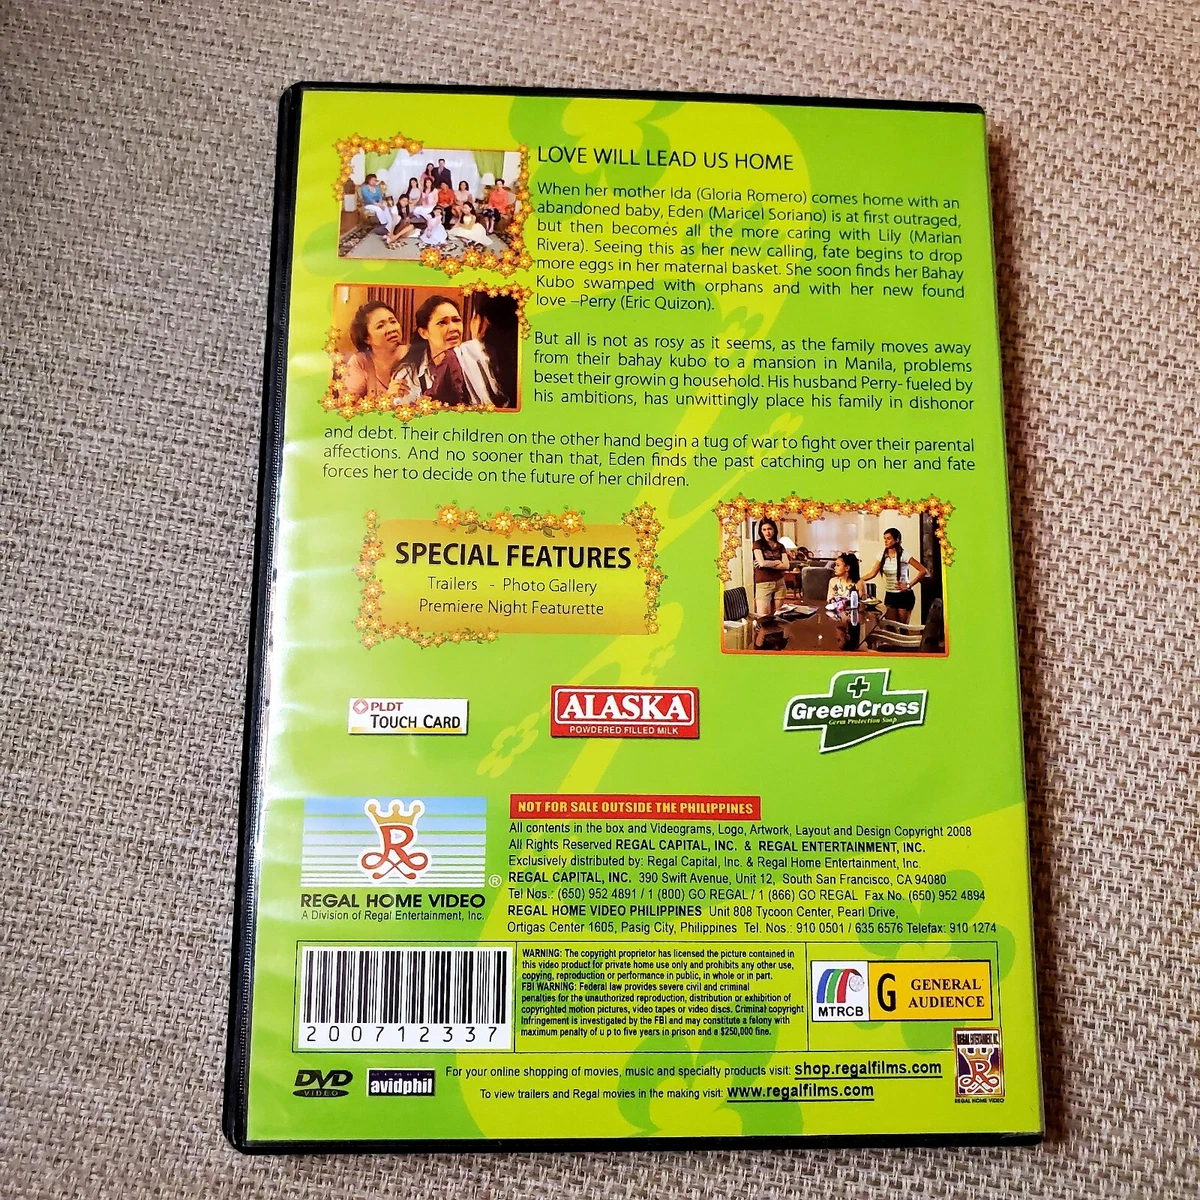 LOVE WILL LEAD US HOME
When her mother Ida (Gloria Romero) comes home with an
abandoned baby, Eden (Maricel Soriano) is at first outraged,
but then becomes all the more caring with Lily (Marian
Rivera). Seeing this as her new calling, fate begins to drop
more eggs in her maternal basket. She soon finds her Bahay
Kubo swamped with orphans and with her new found
love –Perry (Eric Quizon).
But all is not as rosy as it seems, as the family moves away
from their bahay kubo to a mansion in Manila, problems
beset their growin g household. His husband Perry- fueled by
his ambitions, has unwittingly place his family in dishonor
and debt. Their children on the other hand begin a tug of war to fight over their parental
affections. And no sooner than that, Eden finds the past catching up on her and fate
forces her to decide on the future of her children.
SPECIAL FEATURES
Trailers - Photo Gallery
Premiere Night Featurette
PLDT
TOUCH CARD
ALASKA
POWDERED FILLED MILK
GreenCross
Germ Protection Soap
R
®
REGAL HOME VIDEO
A Division of Regal Entertainment, Inc.
NOT FOR SALE OUTSIDE THE PHILIPPINES
All contents in the box and Videograms, Logo, Artwork, Layout and Design Copyright 2008
All Rights Reserved REGAL CAPITAL, INC. & REGAL ENTERTAINMENT, INC.
Exclusively distributed by: Regal Capital, Inc. & Regal Home Entertainment, Inc.
REGAL CAPITAL, INC. 390 Swift Avenue, Unit 12, South San Francisco, CA 94080
Tel Nos.: (650) 952 4891 / 1 (800) GO REGAL / 1 (866) GO REGAL Fax No. (650) 952 4894
REGAL HOME VIDEO PHILIPPINES Unit 808 Tycoon Center, Pearl Drive,
Ortigas Center 1605, Pasig City, Philippines Tel. Nos.: 910 0501 / 635 6576 Telefax: 910 1274
200712337
WARNING: The copyright proprietor has licensed the picture contained in
this video product for private home use only and prohibits any other use,
copying, reproduction or performance in public, in whole or in part.
FBI WARNING: Federal law provides severe civil and criminal
penalties for the unauthorized reproduction, distribution or exhibition of
copyrighted motion pictures, video tapes or video discs. Criminal copyright
Infringement is investigated by the FBI and may constitute a felony with
maximum penalty of u p to five years in prison and a $250,000 fine.
MTRCB
G GENERAL
AUDIENCE
DVD
VIDEO
MEMBER
avidphil
For your online shopping of movies, music and specialty products visit: shop.regalfilms.com
To view trailers and Regal movies in the making visit: www.regalfilms.com
REGAL ENTERTAINMENT, INC.
R
REGAL HOME VIDEO